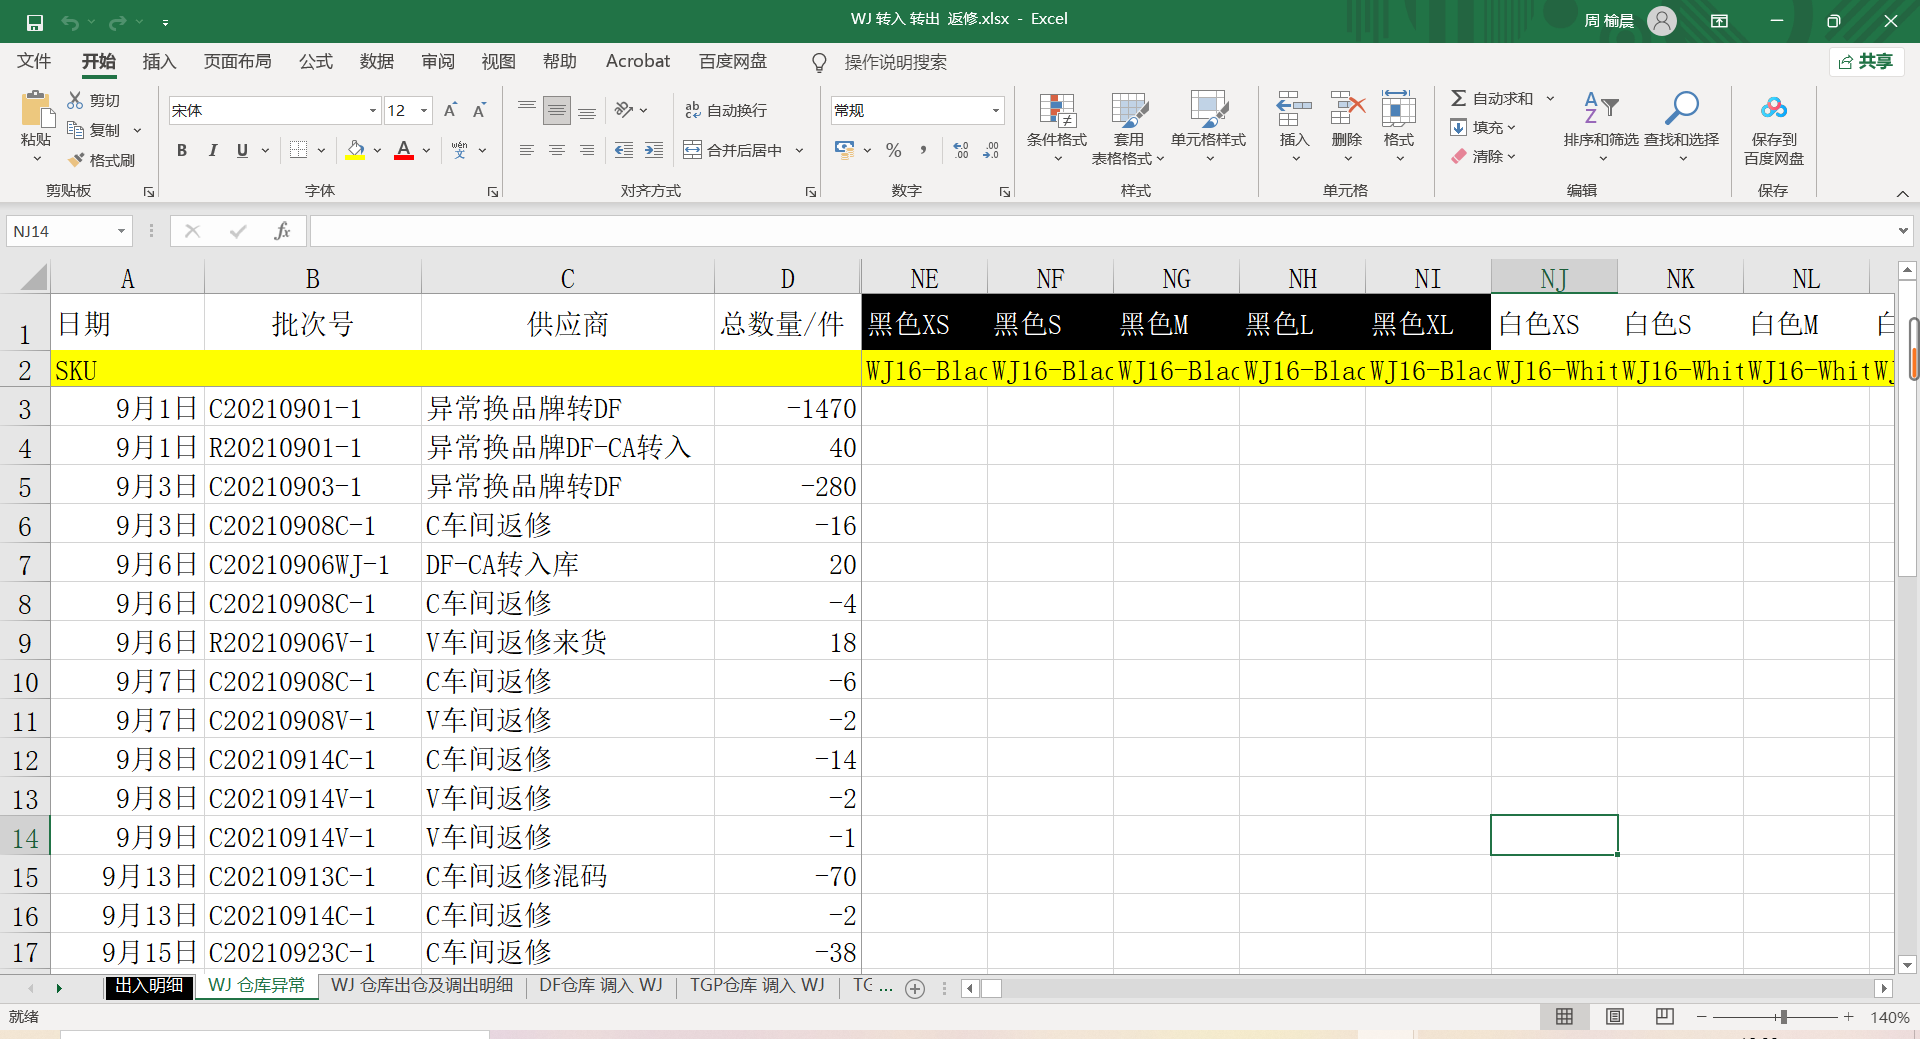 WJ 转入 转出  返修.xlsx  -  Excel
周 榆晨
文件 开始 插入 页面布局 公式 数据 审阅 视图 帮助 Acrobat 百度网盘 操作说明搜索 共享
粘贴 剪切 复制 格式刷 剪贴板
宋体 12 A A
B I U A wén 文
字体
自动换行
合并后居中
对齐方式
常规
数字
条件格式 套用 表格格式 单元格样式
样式
插入 删除 格式
单元格
自动求和
填充
清除
排序和筛选 查找和选择
编辑
保存到
百度网盘
保存
NJ14 fx
A B C D NE NF NG NH NI NJ NK NL
1 日期 批次号 供应商 总数量/件 黑色XS 黑色S 黑色M 黑色L 黑色XL 白色XS 白色S 白色M
2 SKU WJ16-Blac WJ16-Blac WJ16-Blac WJ16-Blac WJ16-Blac WJ16-Whit WJ16-Whit WJ16-Whit WJ
3 9月1日 C20210901-1 异常换品牌转DF -1470
4 9月1日 R20210901-1 异常换品牌DF-CA转入 40
5 9月3日 C20210903-1 异常换品牌转DF -280
6 9月3日 C20210908C-1 C车间返修 -16
7 9月6日 C20210906WJ-1 DF-CA转入库 20
8 9月6日 C20210908C-1 C车间返修 -4
9 9月6日 R20210906V-1 V车间返修来货 18
10 9月7日 C20210908C-1 C车间返修 -6
11 9月7日 C20210908V-1 V车间返修 -2
12 9月8日 C20210914C-1 C车间返修 -14
13 9月8日 C20210914V-1 V车间返修 -2
14 9月9日 C20210914V-1 V车间返修 -1
15 9月13日 C20210913C-1 C车间返修混码 -70
16 9月13日 C20210914C-1 C车间返修 -2
17 9月15日 C20210923C-1 C车间返修 -38
出入明细 WJ 仓库异常 WJ 仓库出仓及调出明细 DF仓库 调入 WJ TGP仓库 调入 WJ TG ...
就绪 140%